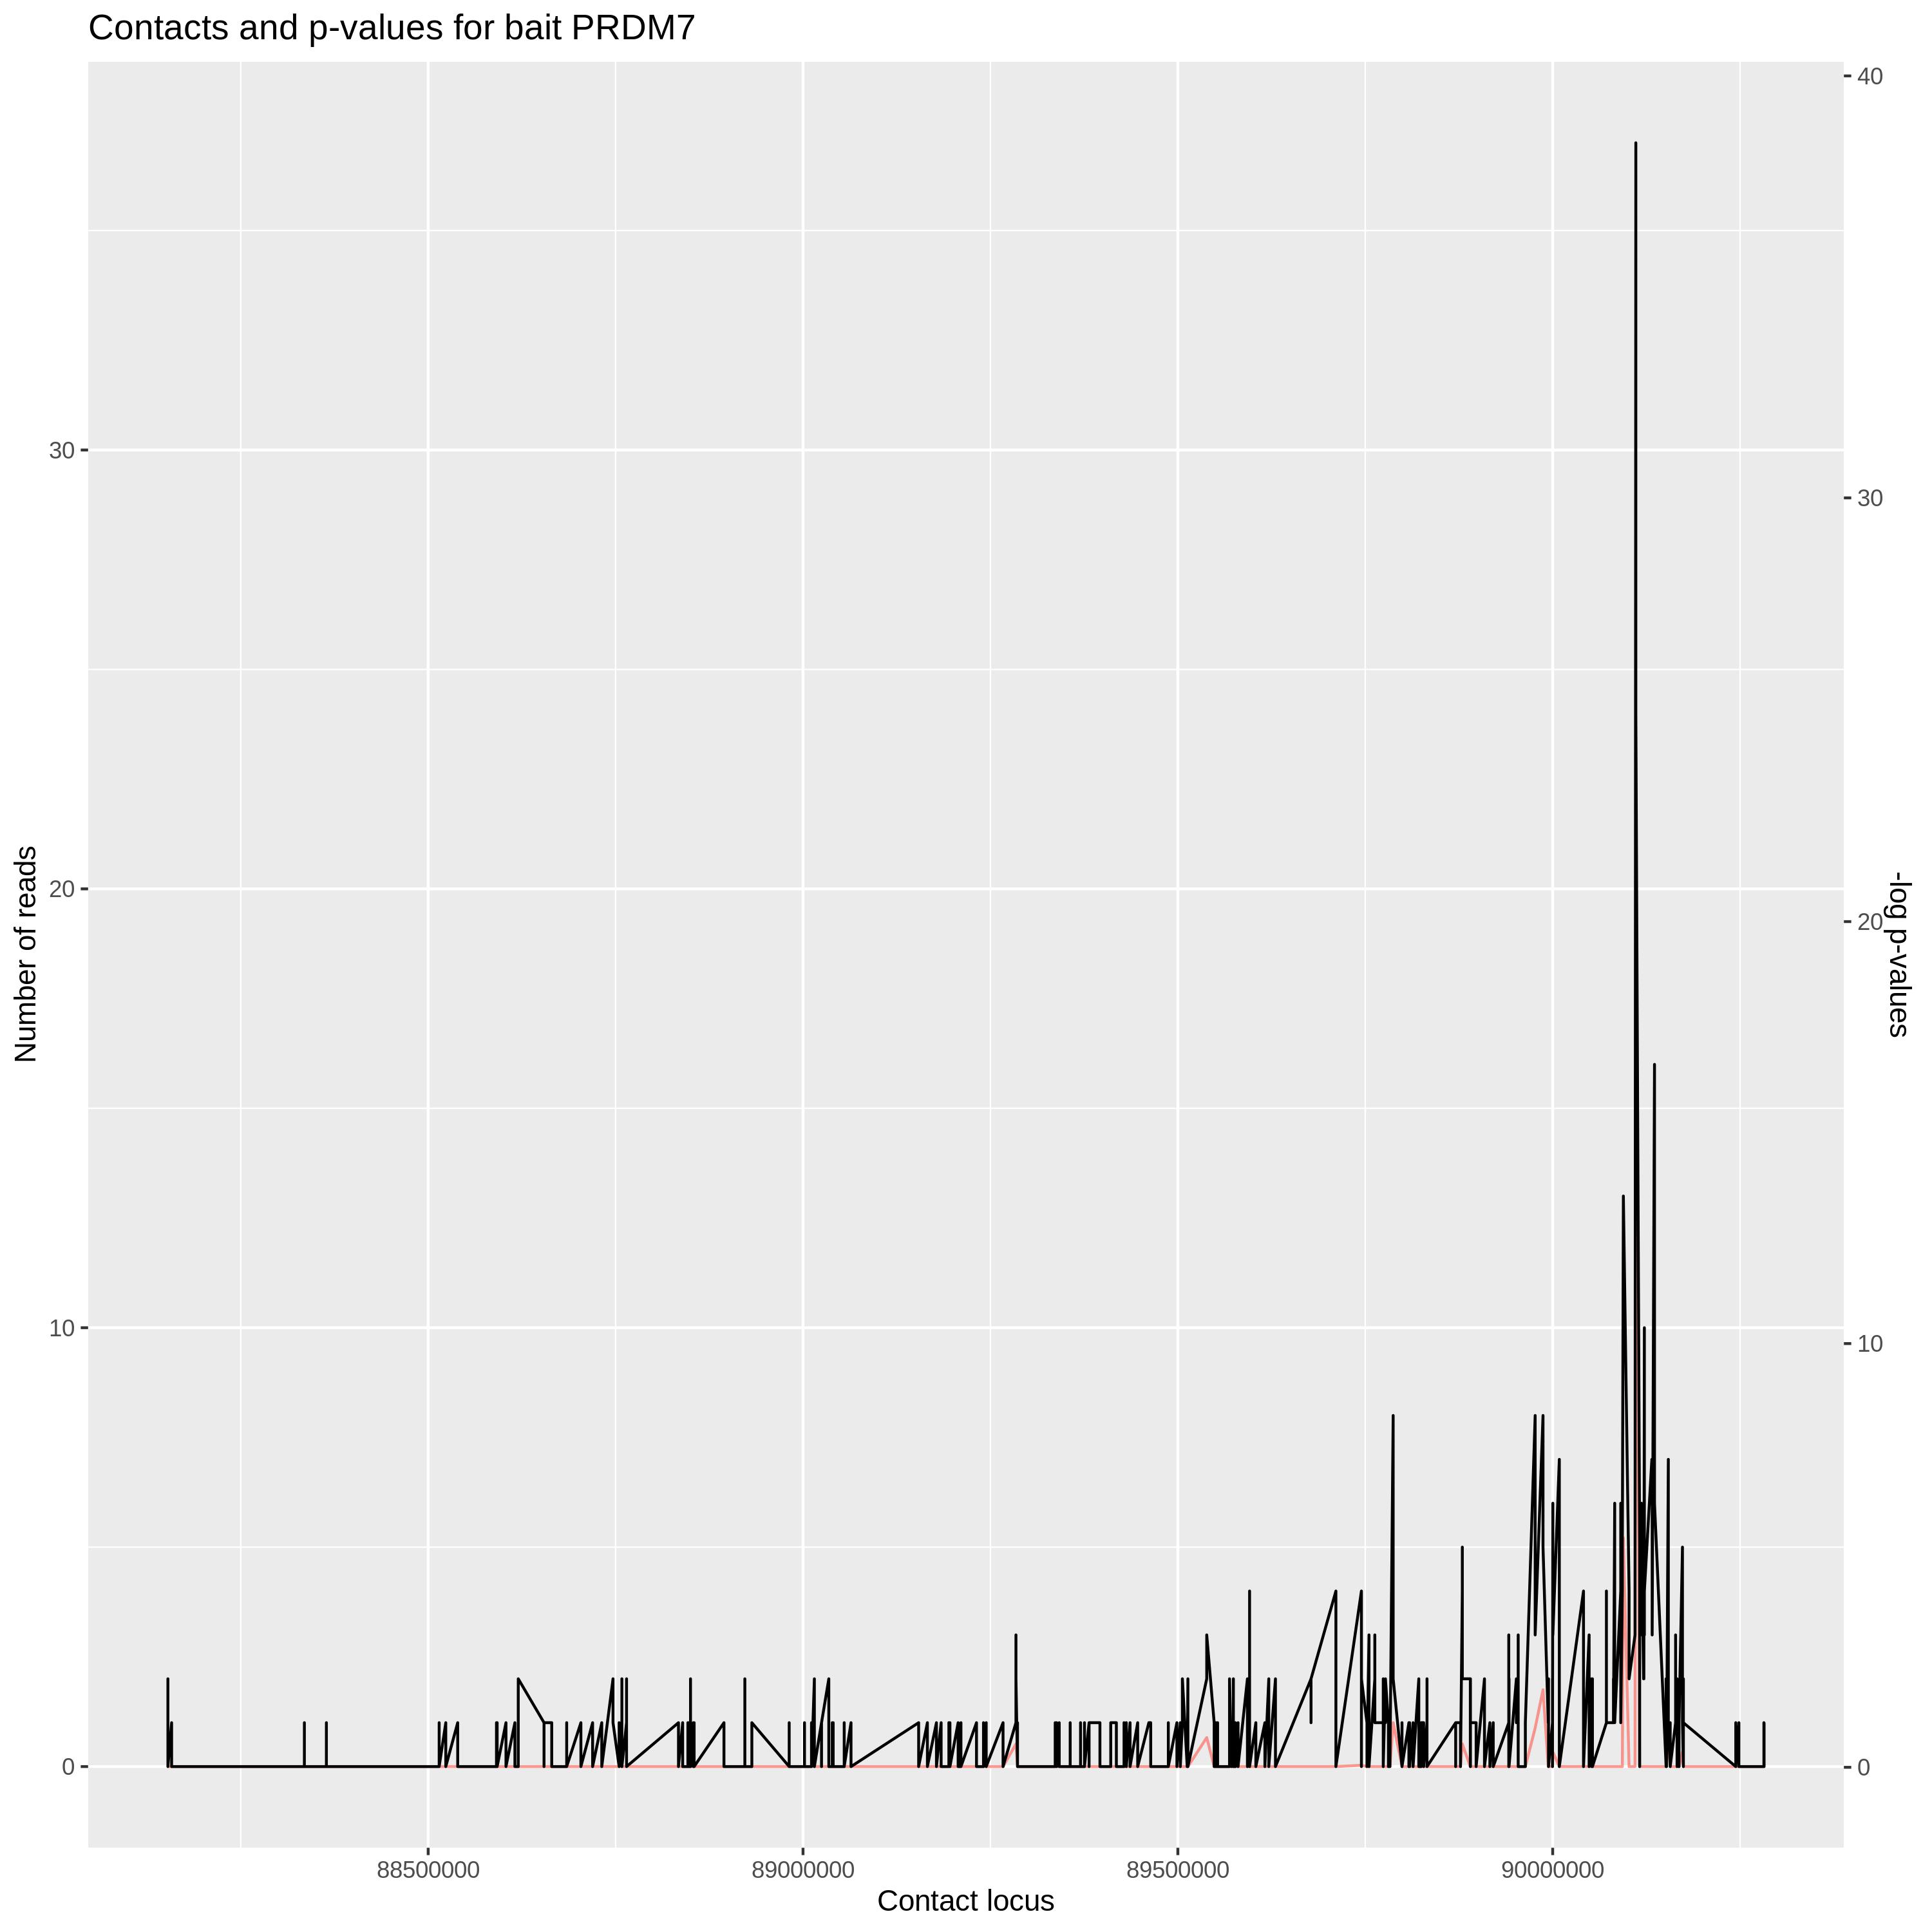 Contacts and p-values for bait PRDM7
40
30
30
20
20
10
10
0
0
Number of reads
-log p-values
88500000 89000000 89500000 90000000
Contact locus